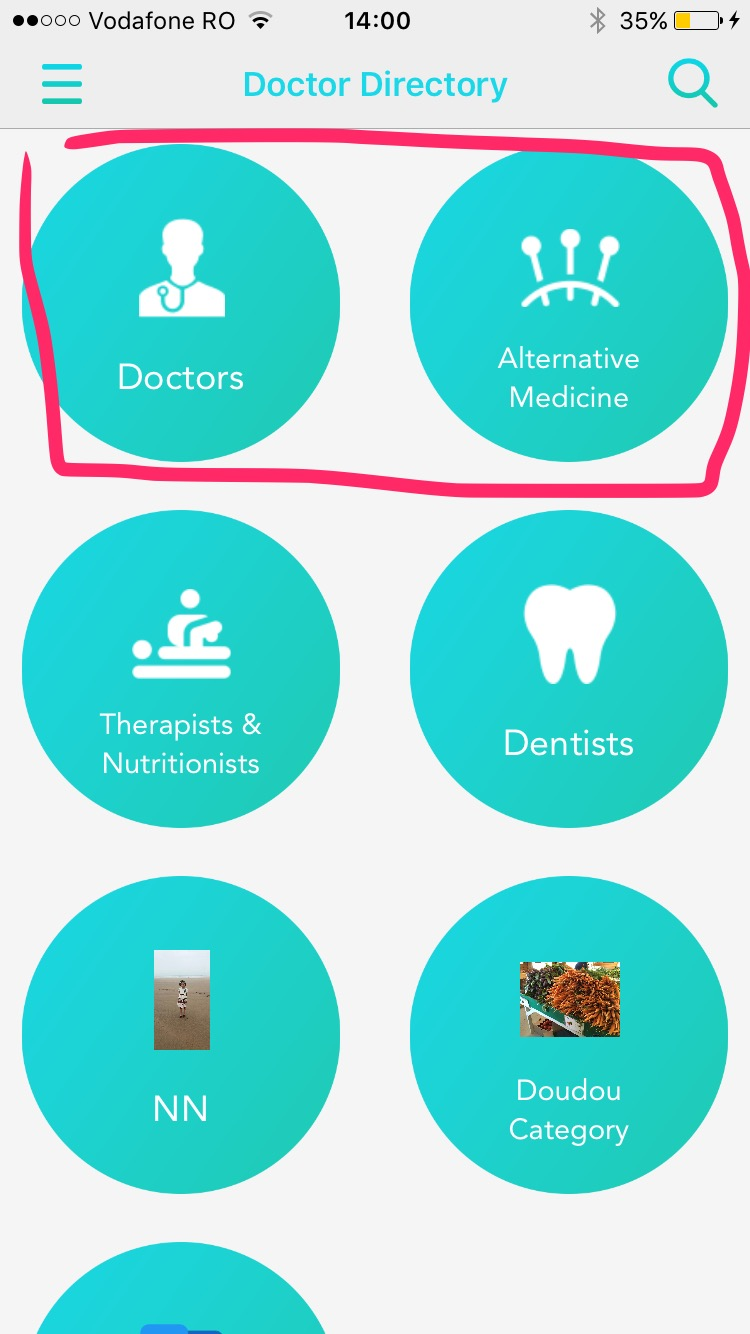 Vodafone RO 14:00 35%
Doctor Directory
Doctors
Alternative
Medicine
Therapists &
Nutritionists
Dentists
NN
Doudou
Category